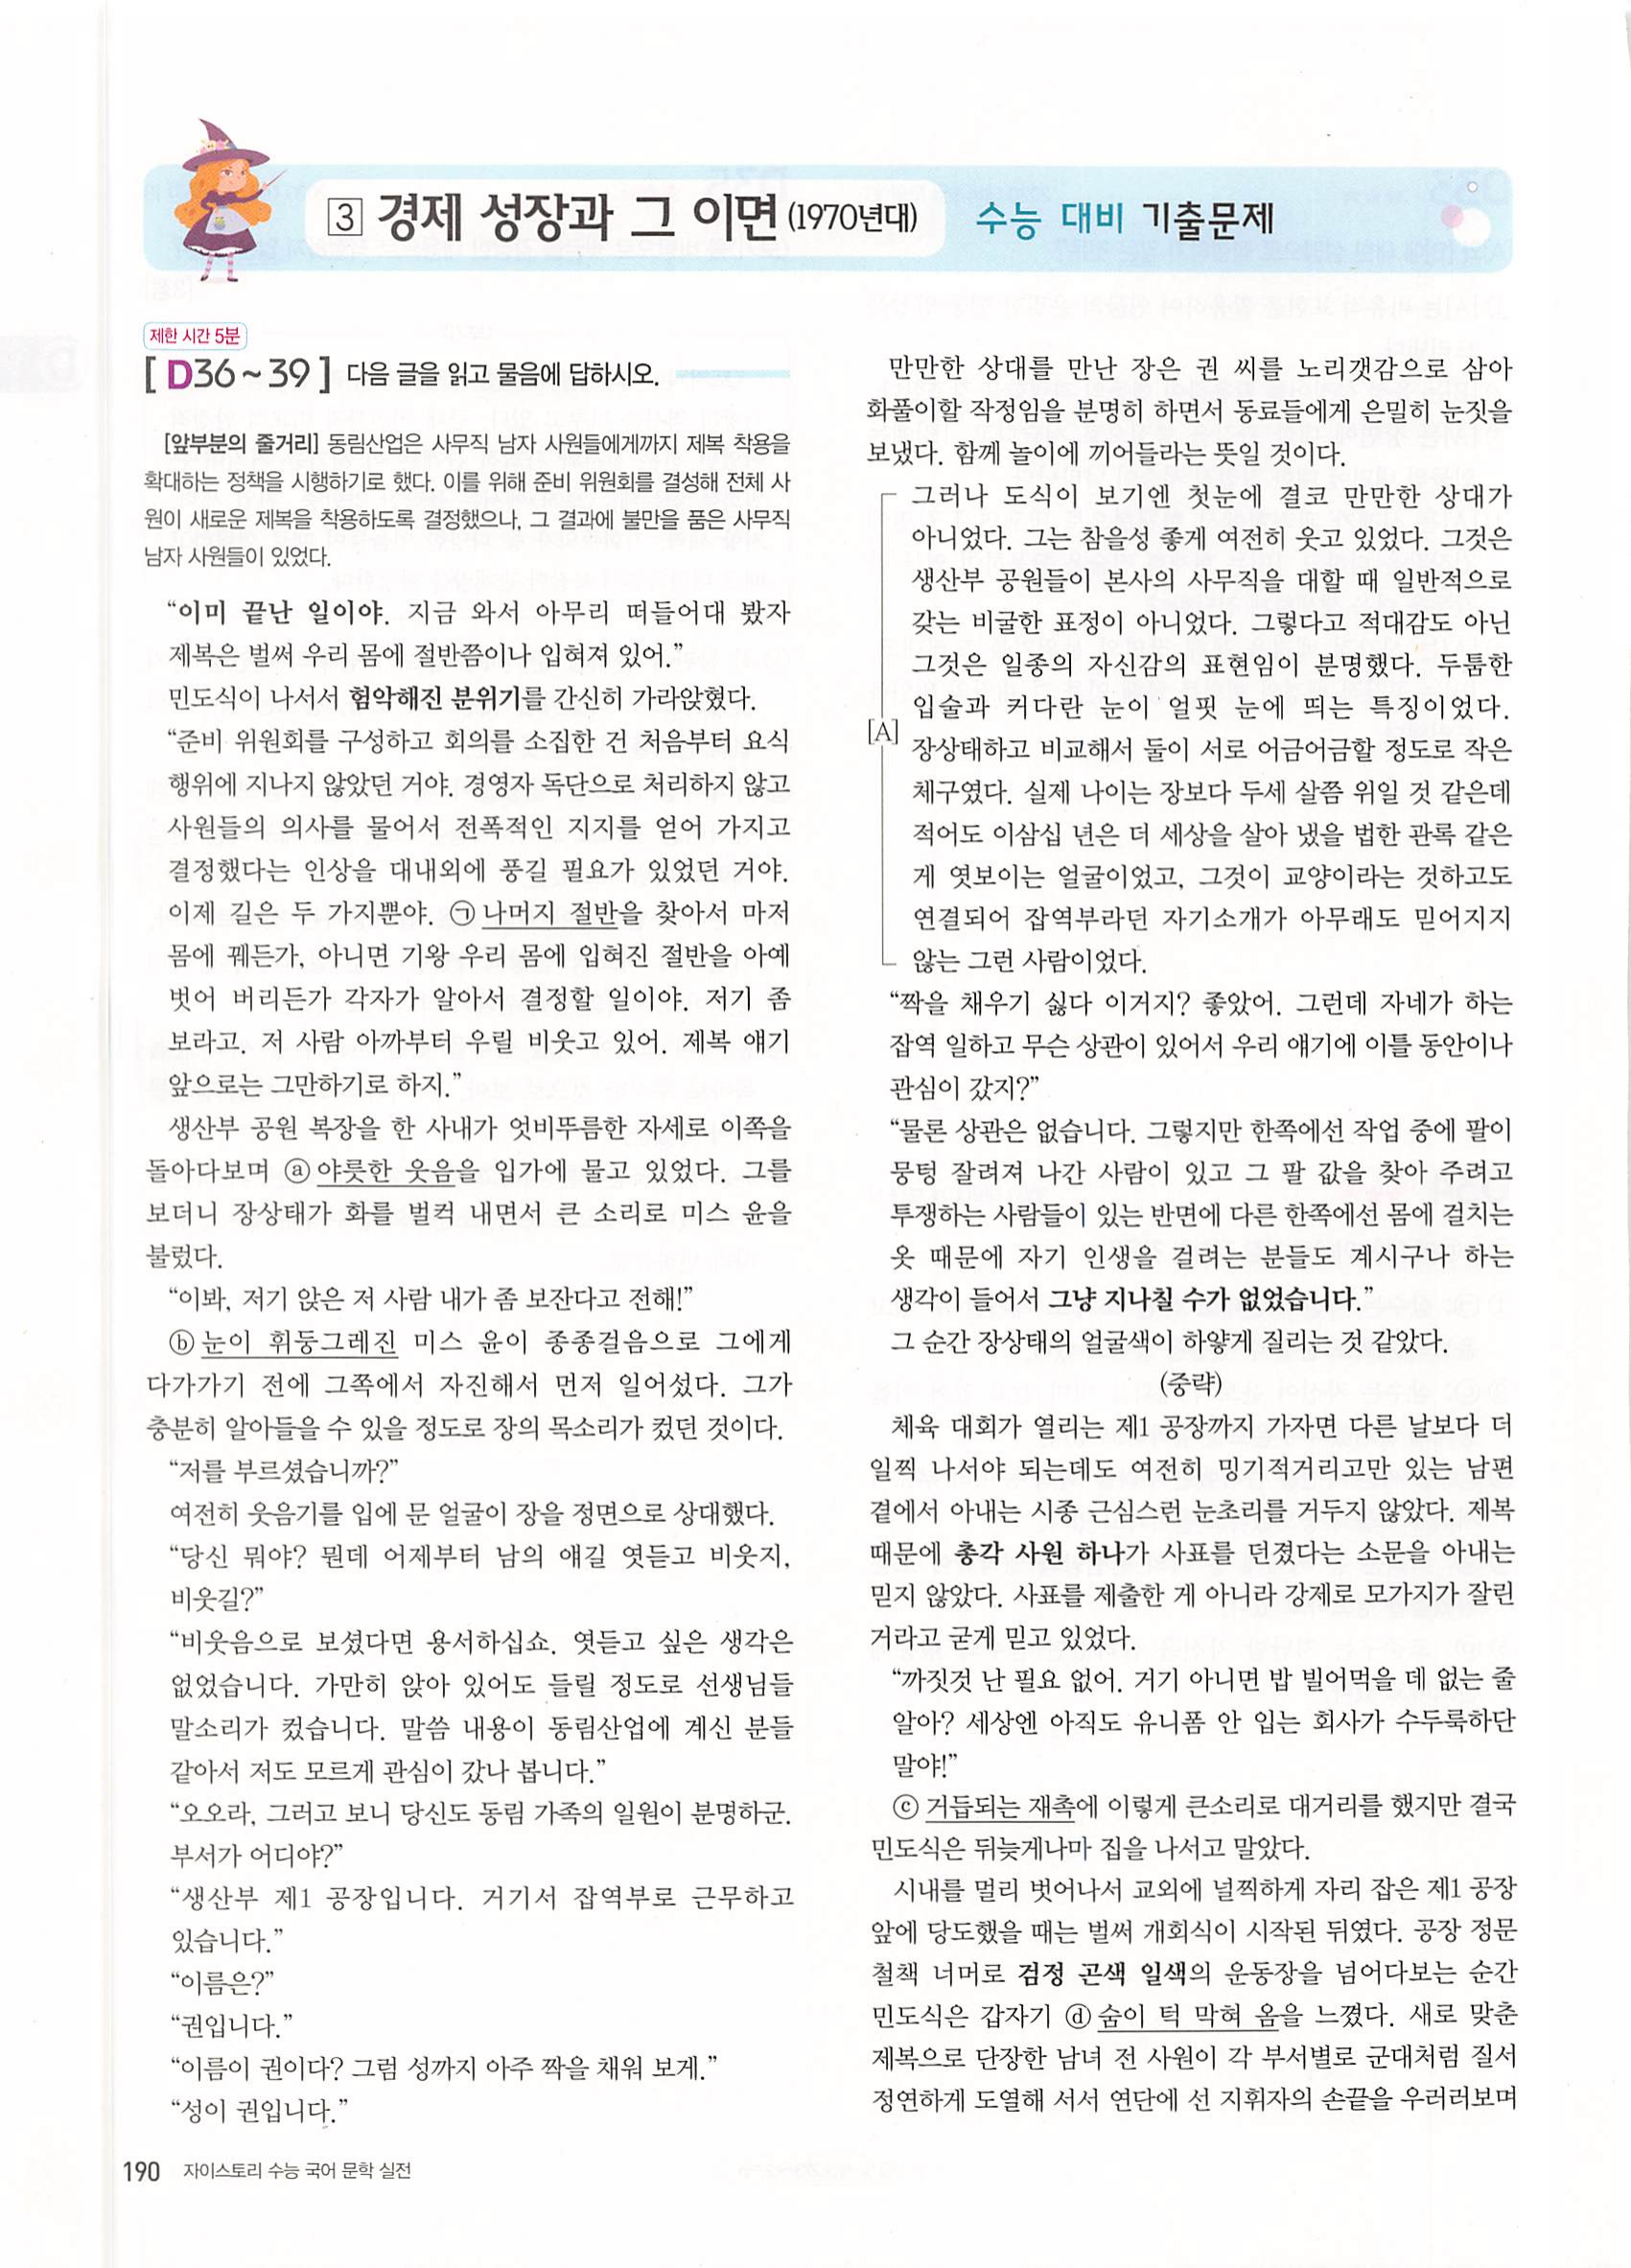 3 경제 성장과 그 이면 (1970년대) 수능 대비 기출문제
제한 시간 5분
[ D36 ~ 39 ] 다음 글을 읽고 물음에 답하시오.
[앞부분의 줄거리] 동림산업은 사무직 남자 사원들에게까지 제복 착용을
확대하는 정책을 시행하기로 했다. 이를 위해 준비 위원회를 결성해 전체 사
원이 새로운 제복을 착용하도록 결정했으나, 그 결과에 불만을 품은 사무직
남자 사원들이 있었다.
“이미 끝난 일이야. 지금 와서 아무리 떠들어대 봤자
제복은 벌써 우리 몸에 절반쯤이나 입혀져 있어.”
민도식이 나서서 험악해진 분위기를 간신히 가라앉혔다.
“준비 위원회를 구성하고 회의를 소집한 건 처음부터 요식
행위에 지나지 않았던 거야. 경영자 독단으로 처리하지 않고
사원들의 의사를 물어서 전폭적인 지지를 얻어 가지고
결정했다는 인상을 대내외에 풍길 필요가 있었던 거야.
이제 길은 두 가지뿐야. ㉠ 나머지 절반을 찾아서 마저
몸에 꿰든가, 아니면 기왕 우리 몸에 입혀진 절반을 아예
벗어 버리든가 각자가 알아서 결정할 일이야. 저기 좀
보라고. 저 사람 아까부터 우릴 비웃고 있어. 제복 얘기
앞으로는 그만하기로 하지.”
생산부 공원 복장을 한 사내가 엇비뚜름한 자세로 이쪽을
돌아다보며 ⓐ 야릇한 웃음을 입가에 물고 있었다. 그를
보더니 장상태가 화를 벌컥 내면서 큰 소리로 미스 윤을
불렀다.
“이봐, 저기 앉은 저 사람 내가 좀 보잔다고 전해!”
ⓑ 눈이 휘둥그레진 미스 윤이 종종걸음으로 그에게
다가가기 전에 그쪽에서 자진해서 먼저 일어섰다. 그가
충분히 알아들을 수 있을 정도로 장의 목소리가 컸던 것이다.
“저를 부르셨습니까?”
여전히 웃음기를 입에 문 얼굴이 장을 정면으로 상대했다.
“당신 뭐야? 뭔데 어제부터 남의 얘길 엿듣고 비웃지,
비웃길?”
“비웃음으로 보셨다면 용서하십쇼. 엿듣고 싶은 생각은
없었습니다. 가만히 앉아 있어도 들릴 정도로 선생님들
말소리가 컸습니다. 말씀 내용이 동림산업에 계신 분들
같아서 저도 모르게 관심이 갔나 봅니다.”
“오오라, 그러고 보니 당신도 동림 가족의 일원이 분명하군.
부서가 어디야?”
“생산부 제1 공장입니다. 거기서 잡역부로 근무하고
있습니다.”
“이름은?”
“권입니다.”
“이름이 권이다? 그럼 성까지 아주 짝을 채워 보게.”
“성이 권입니다.”
190 자이스토리 수능 국어 문학 실전
만만한 상대를 만난 장은 권 씨를 노리갯감으로 삼아
화풀이할 작정임을 분명히 하면서 동료들에게 은밀히 눈짓을
보냈다. 함께 놀이에 끼어들라는 뜻일 것이다.
그러나 도식이 보기엔 첫눈에 결코 만만한 상대가
아니었다. 그는 참을성 좋게 여전히 웃고 있었다. 그것은
생산부 공원들이 본사의 사무직을 대할 때 일반적으로
갖는 비굴한 표정이 아니었다. 그렇다고 적대감도 아닌
그것은 일종의 자신감의 표현임이 분명했다. 두툼한
입술과 커다란 눈이 얼핏 눈에 띄는 특징이었다.
[A]
장상태하고 비교해서 둘이 서로 어금어금할 정도로 작은
체구였다. 실제 나이는 장보다 두세 살쯤 위일 것 같은데
적어도 이삼십 년은 더 세상을 살아 냈을 법한 관록 같은
게 엿보이는 얼굴이었고, 그것이 교양이라는 것하고도
연결되어 잡역부라던 자기소개가 아무래도 믿어지지
않는 그런 사람이었다.
“짝을 채우기 싫다 이거지? 좋았어. 그런데 자네가 하는
잡역 일하고 무슨 상관이 있어서 우리 얘기에 이틀 동안이나
관심이 갔지?”
“물론 상관은 없습니다. 그렇지만 한쪽에선 작업 중에 팔이
뭉텅 잘려져 나간 사람이 있고 그 팔 값을 찾아 주려고
투쟁하는 사람들이 있는 반면에 다른 한쪽에선 몸에 걸치는
옷 때문에 자기 인생을 걸려는 분들도 계시구나 하는
생각이 들어서 그냥 지나칠 수가 없었습니다.”
그 순간 장상태의 얼굴색이 하얗게 질리는 것 같았다.
(중략)
체육 대회가 열리는 제1 공장까지 가자면 다른 날보다 더
일찍 나서야 되는데도 여전히 밍기적거리고만 있는 남편
곁에서 아내는 시종 근심스런 눈초리를 거두지 않았다. 제복
때문에 총각 사원 하나가 사표를 던졌다는 소문을 아내는
믿지 않았다. 사표를 제출한 게 아니라 강제로 모가지가 잘린
거라고 굳게 믿고 있었다.
“까짓것 난 필요 없어. 거기 아니면 밥 빌어먹을 데 없는 줄
알아? 세상엔 아직도 유니폼 안 입는 회사가 수두룩하단
말야!”
ⓒ 거듭되는 재촉에 이렇게 큰소리로 대거리를 했지만 결국
민도식은 뒤늦게나마 집을 나서고 말았다.
시내를 멀리 벗어나서 교외에 널찍하게 자리 잡은 제1 공장
앞에 당도했을 때는 벌써 개회식이 시작된 뒤였다. 공장 정문
철책 너머로 검정 곤색 일색의 운동장을 넘어다보는 순간
민도식은 갑자기 ⓓ 숨이 턱 막혀 옴을 느꼈다. 새로 맞춘
제복으로 단장한 남녀 전 사원이 각 부서별로 군대처럼 질서
정연하게 도열해 서서 연단에 선 지휘자의 손끝을 우러러보며